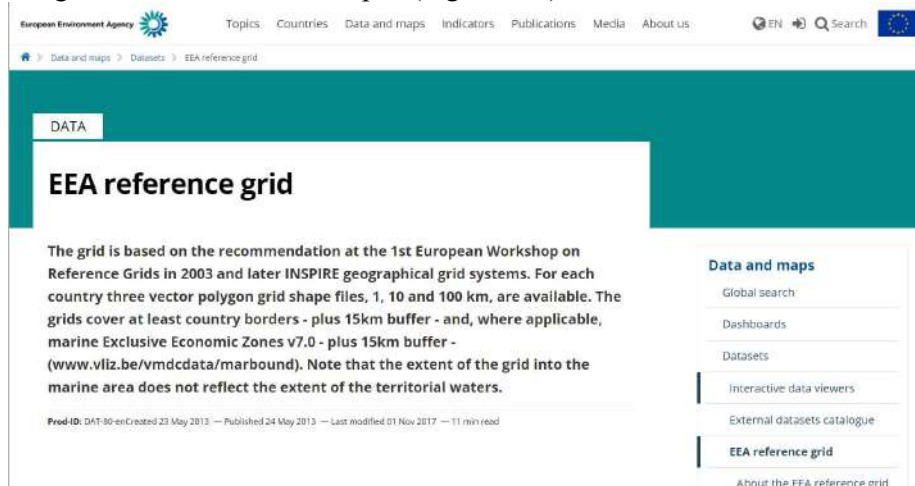 European Environment Agency
Topics Countries Data and maps Indicators Publications Media About us EN Search
Data and maps > Datasets > EEA reference grid
DATA
EEA reference grid
The grid is based on the recommendation at the 1st European Workshop on
Reference Grids in 2003 and later INSPIRE geographical grid systems. For each
country three vector polygon grid shape files, 1, 10 and 100 km, are available. The
grids cover at least country borders - plus 15km buffer - and, where applicable,
marine Exclusive Economic Zones v7.0 - plus 15km buffer -
(www.vliz.be/vmdcdata/marbound). Note that the extent of the grid into the
marine area does not reflect the extent of the territorial waters.
Prod-ID: DAT-80-enCreated 23 May 2013 — Published 24 May 2013 — Last modified 01 Nov 2017 — 11 min read
Data and maps
Global search
Dashboards
Datasets
Interactive data viewers
External datasets catalogue
EEA reference grid
About the EEA reference grid